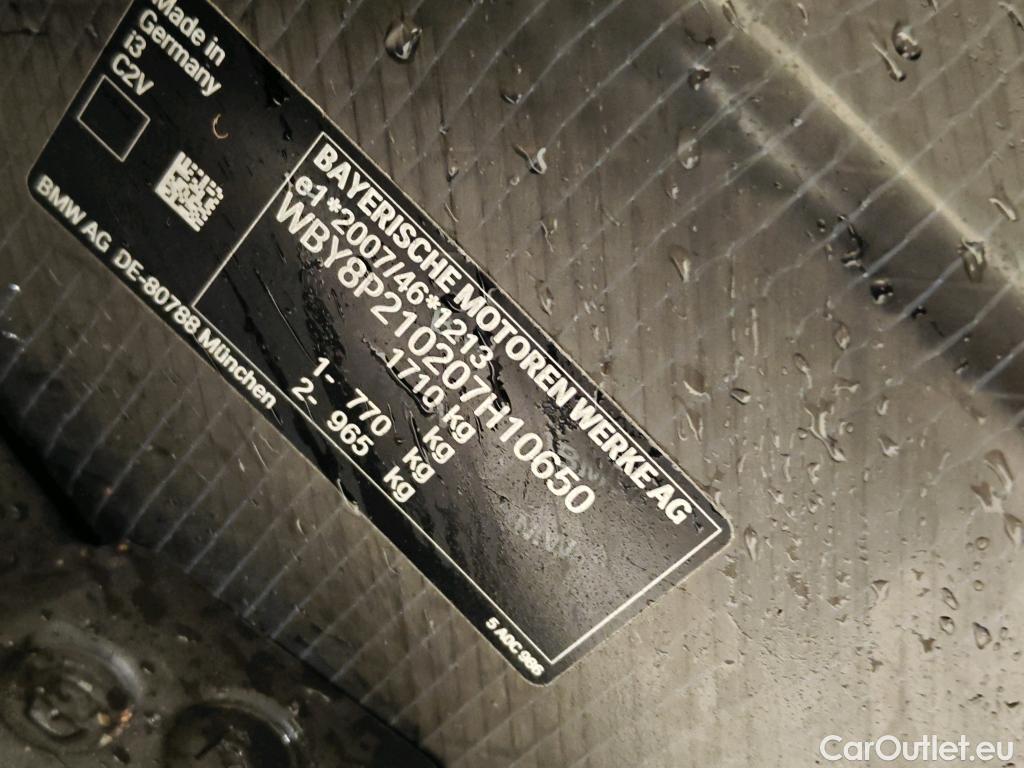 Made in
Germany
i3
C2V
BMW AG DE-80788 München
BAYERISCHE MOTOREN WERKE AG
e1*2007/46*1213
WBY8P210207H10650
1710 kg
kg
1- 770 kg
2- 965 kg
5 A0C 986
CarOutlet.eu